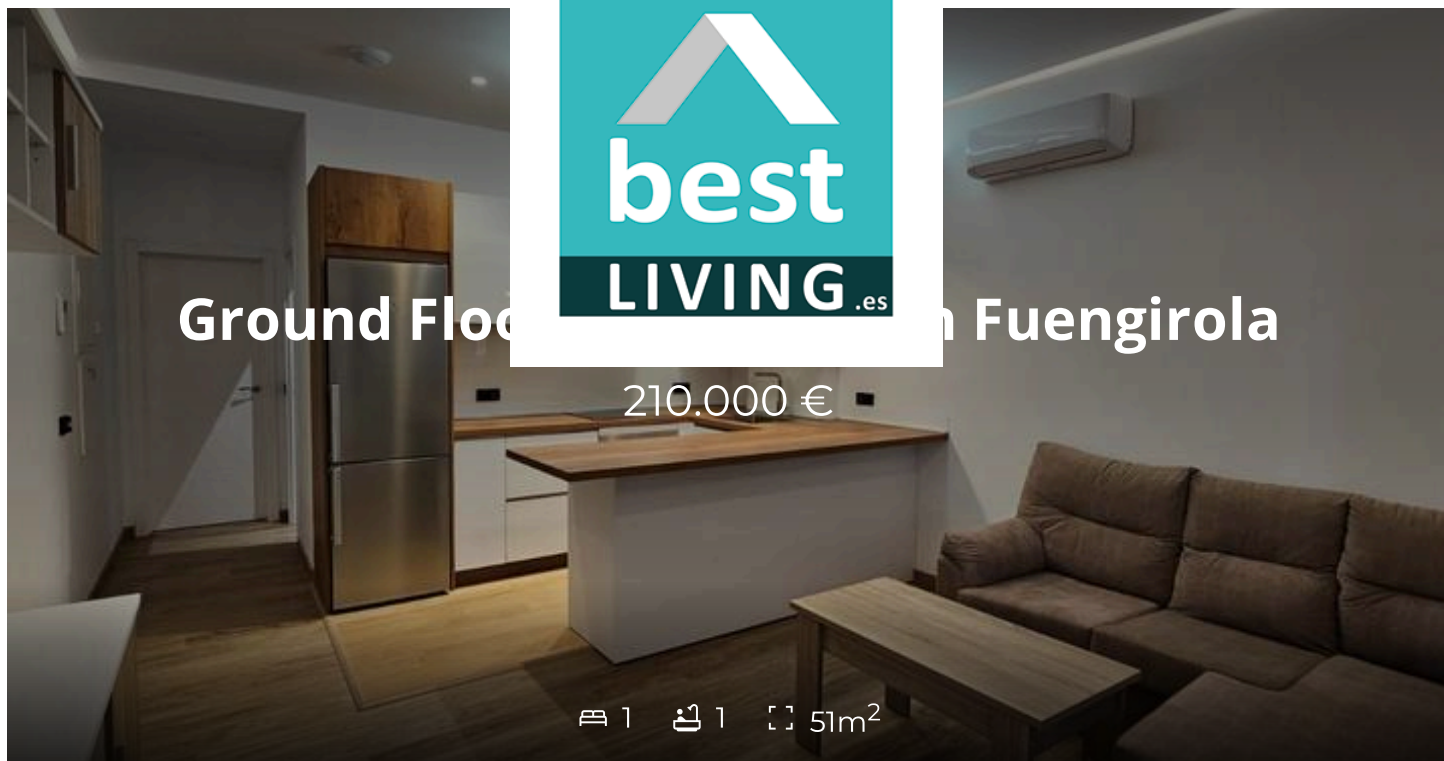 best
LIVING.es
Ground Floo n Fuengirola
210.000 €
1 1 51m²